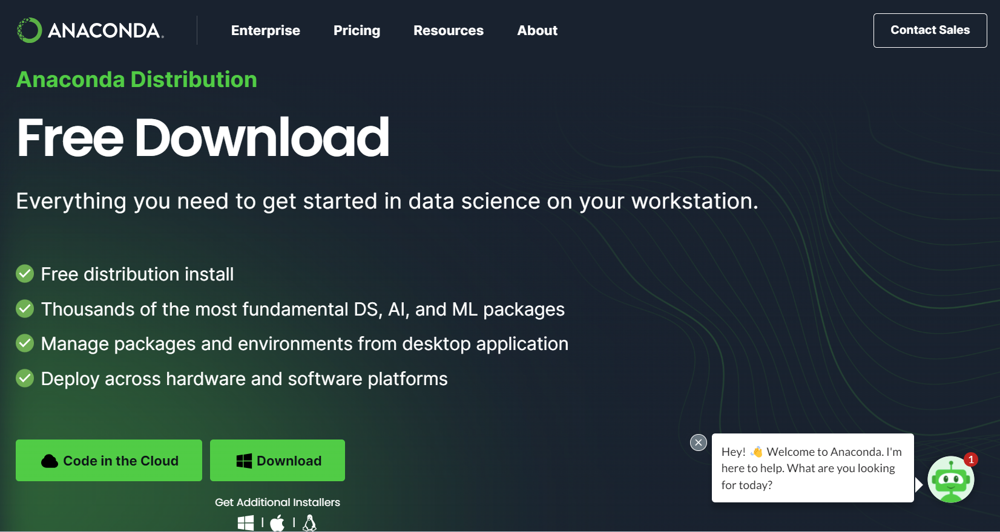 ANACONDA.
Enterprise
Pricing
Resources
About
Contact Sales
Anaconda Distribution
Free Download
Everything you need to get started in data science on your workstation.
Free distribution install
Thousands of the most fundamental DS, AI, and ML packages
Manage packages and environments from desktop application
Deploy across hardware and software platforms
Code in the Cloud
Download
Get Additional Installers
Hey! 👋 Welcome to Anaconda. I'm
here to help. What are you looking
for today?
1